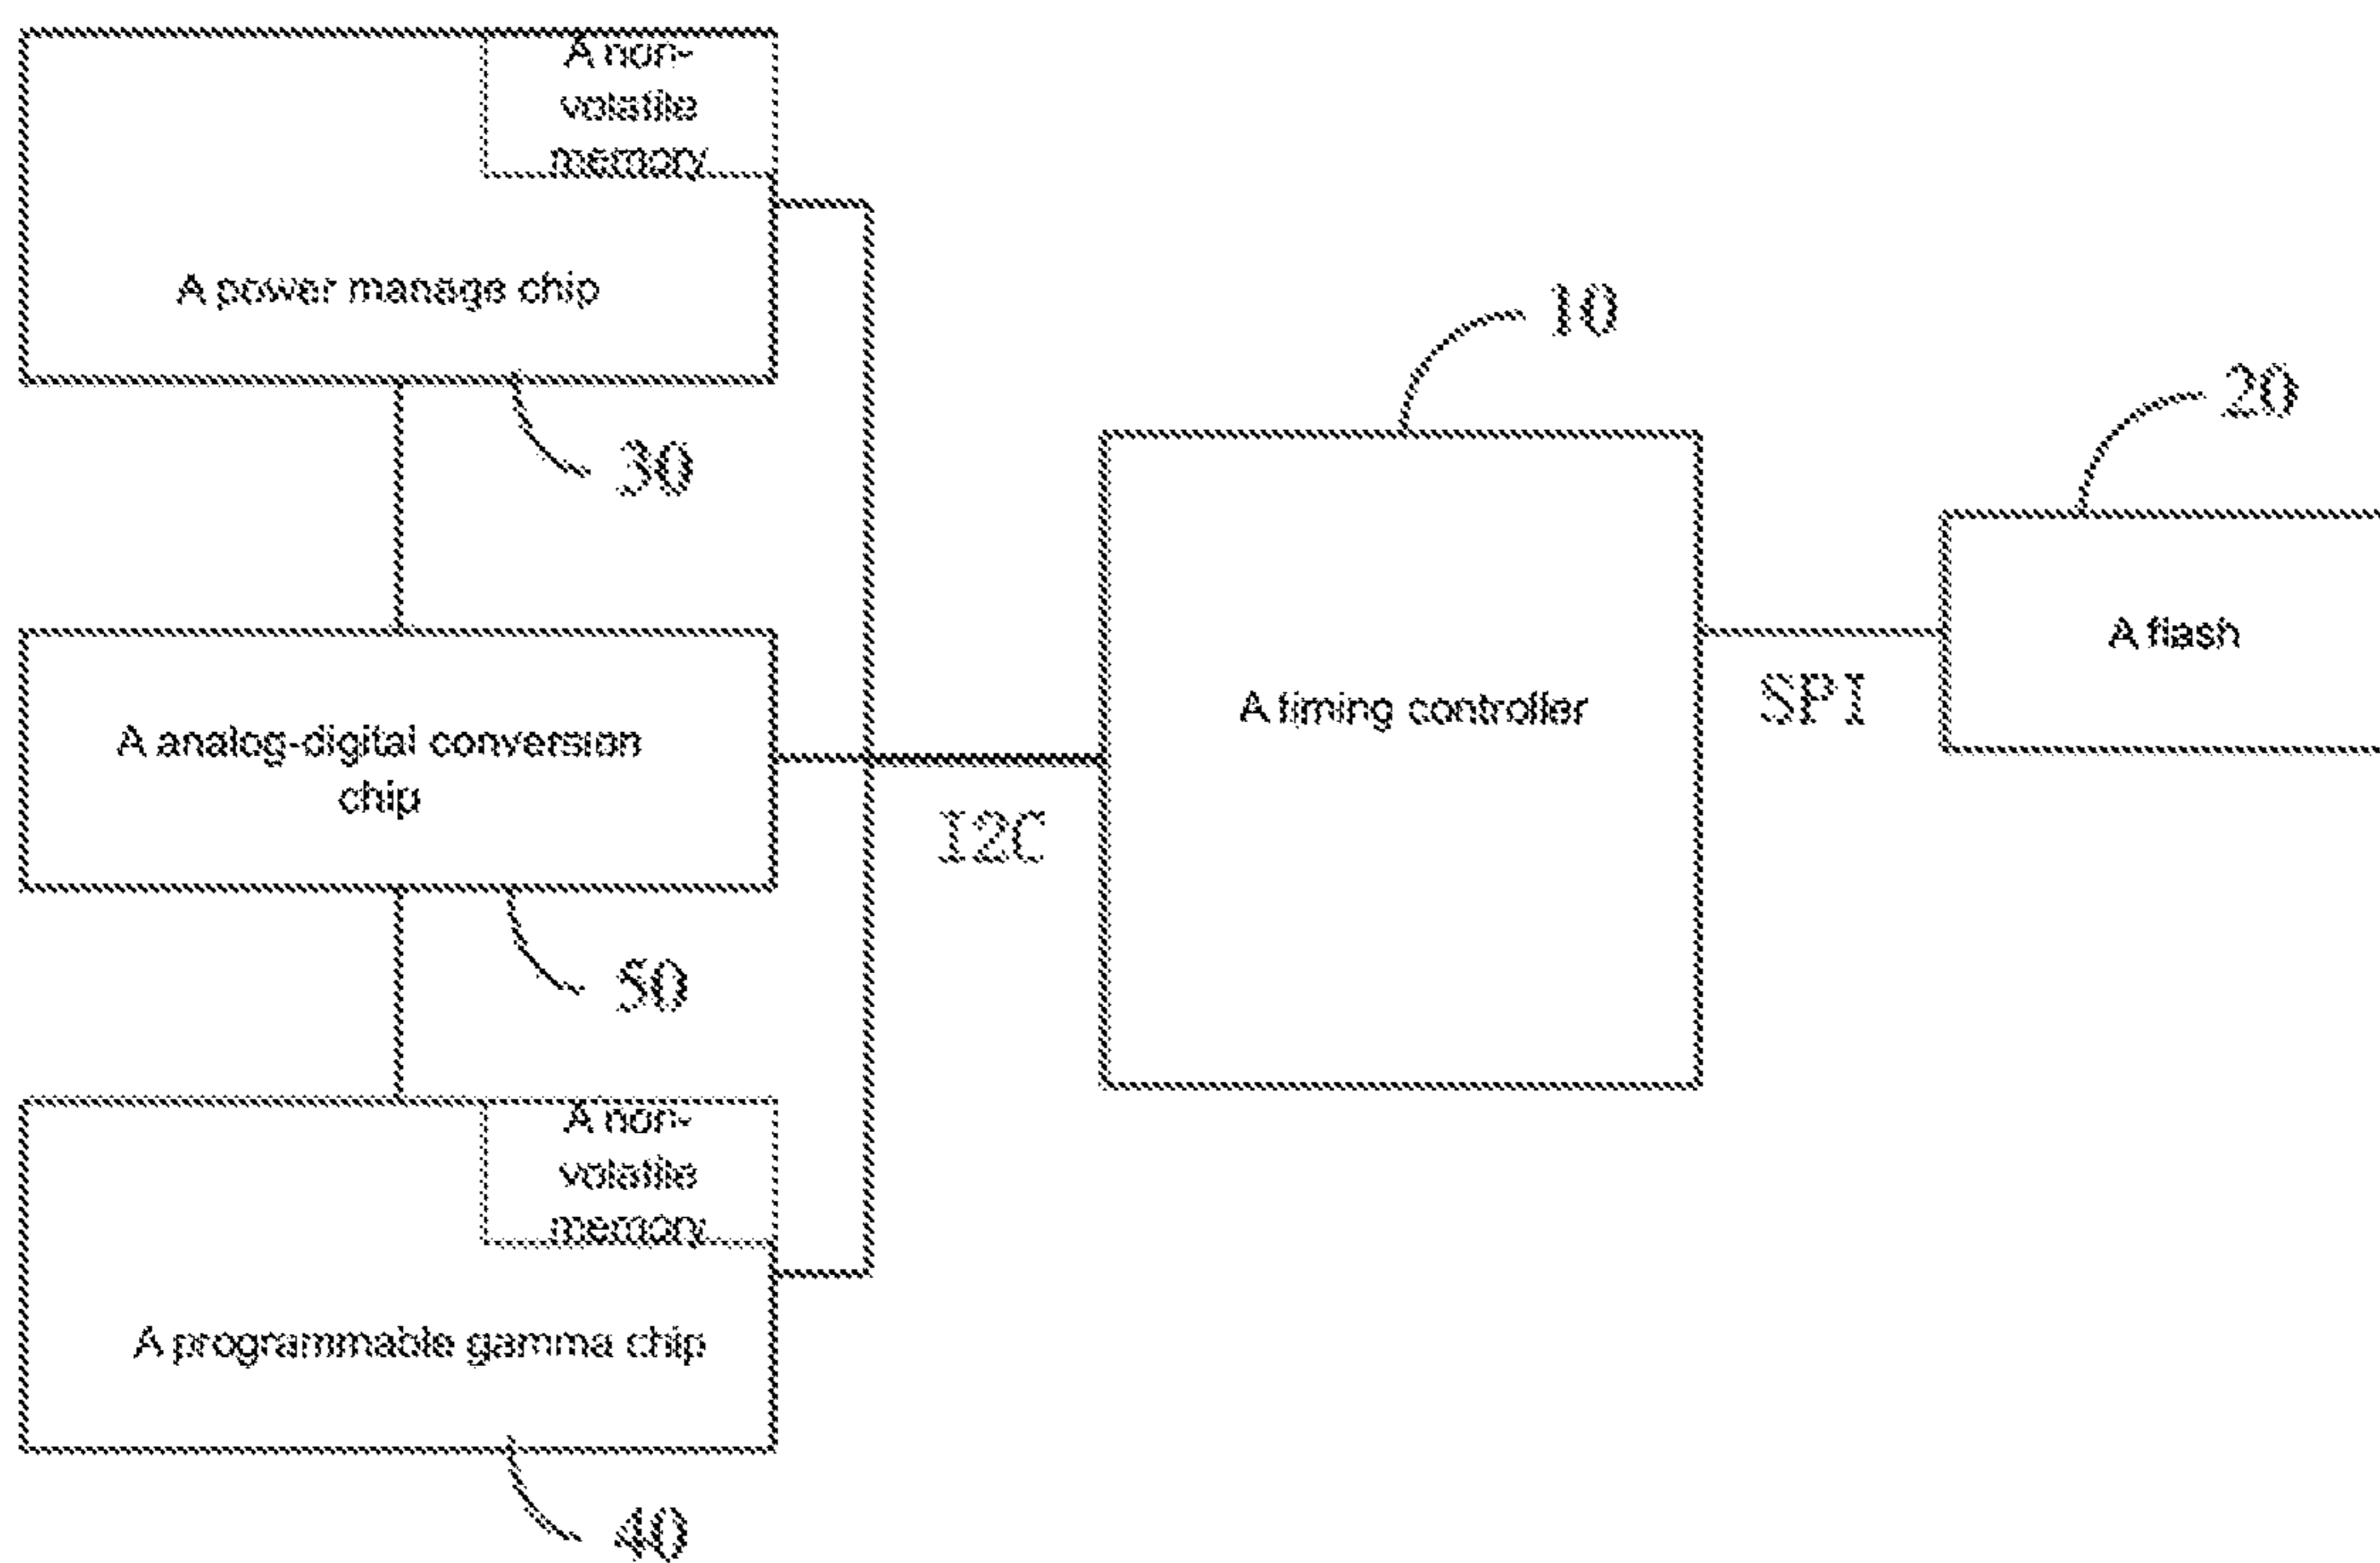 A non-
volatile
memory
A power manage chip
30
10
20
A analog-digital conversion
chip
50
I2C
A timing controller
SPI
A flash
A non-
volatile
memory
A programmable gamma chip
40